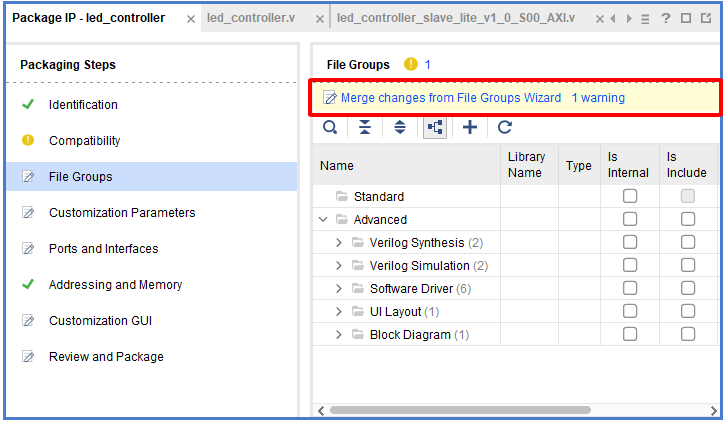 Package IP - led_controller
led_controller.v
led_controller_slave_lite_v1_0_S00_AXI.v
Packaging Steps
Identification
Compatibility
File Groups
Customization Parameters
Ports and Interfaces
Addressing and Memory
Customization GUI
Review and Package
File Groups 1
Merge changes from File Groups Wizard 1 warning
Name
Library
Name
Type
Is
Internal
Is
Include
Standard
Advanced
Verilog Synthesis (2)
Verilog Simulation (2)
Software Driver (6)
UI Layout (1)
Block Diagram (1)